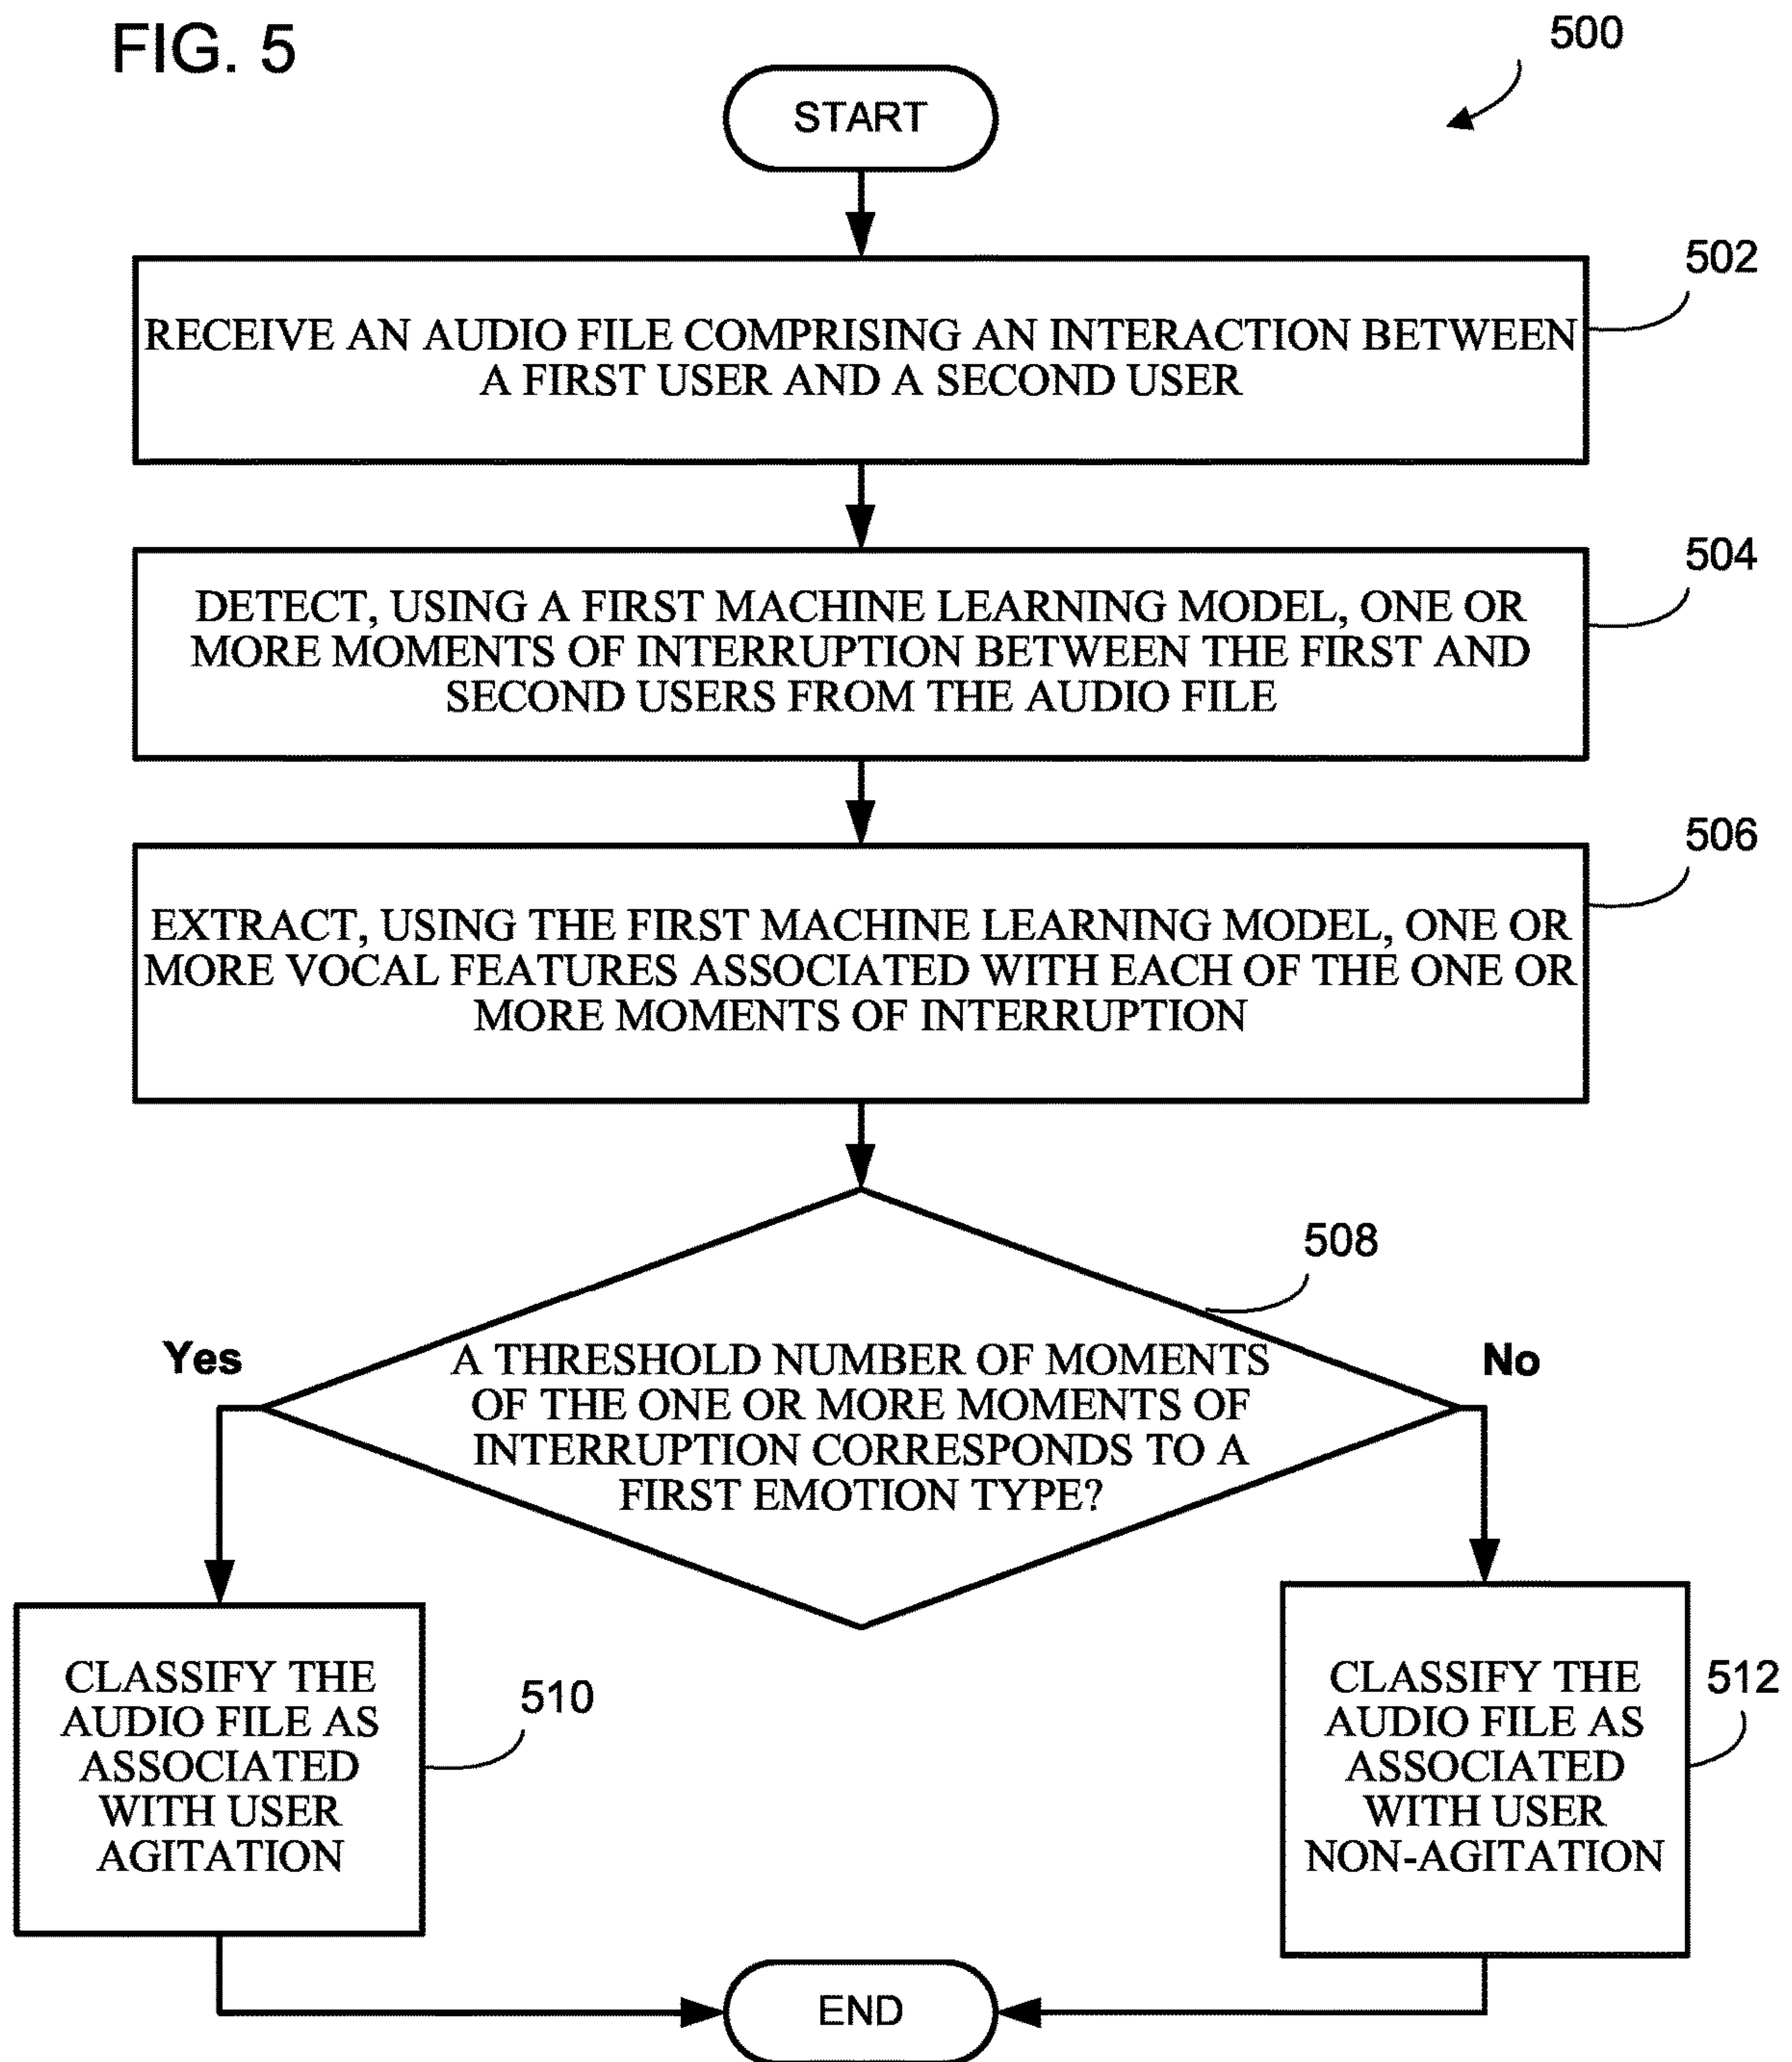 FIG. 5
500
START
502
RECEIVE AN AUDIO FILE COMPRISING AN INTERACTION BETWEEN
A FIRST USER AND A SECOND USER
504
DETECT, USING A FIRST MACHINE LEARNING MODEL, ONE OR
MORE MOMENTS OF INTERRUPTION BETWEEN THE FIRST AND
SECOND USERS FROM THE AUDIO FILE
506
EXTRACT, USING THE FIRST MACHINE LEARNING MODEL, ONE OR
MORE VOCAL FEATURES ASSOCIATED WITH EACH OF THE ONE OR
MORE MOMENTS OF INTERRUPTION
508
Yes
A THRESHOLD NUMBER OF MOMENTS
OF THE ONE OR MORE MOMENTS OF
INTERRUPTION CORRESPONDS TO A
FIRST EMOTION TYPE?
No
CLASSIFY THE
AUDIO FILE AS
ASSOCIATED
WITH USER
AGITATION
510
CLASSIFY THE
AUDIO FILE AS
ASSOCIATED
WITH USER
NON-AGITATION
512
END